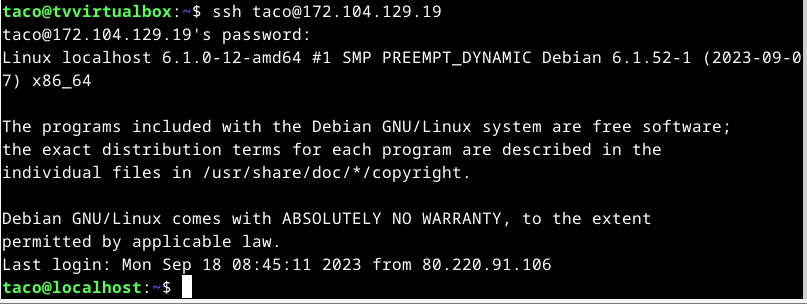 taco@tvvirtualbox:~$ ssh taco@172.104.129.19
taco@172.104.129.19's password:
Linux localhost 6.1.0-12-amd64 #1 SMP PREEMPT_DYNAMIC Debian 6.1.52-1 (2023-09-0
7) x86_64

The programs included with the Debian GNU/Linux system are free software;
the exact distribution terms for each program are described in the
individual files in /usr/share/doc/*/copyright.

Debian GNU/Linux comes with ABSOLUTELY NO WARRANTY, to the extent
permitted by applicable law.
Last login: Mon Sep 18 08:45:11 2023 from 80.220.91.106
taco@localhost:~$